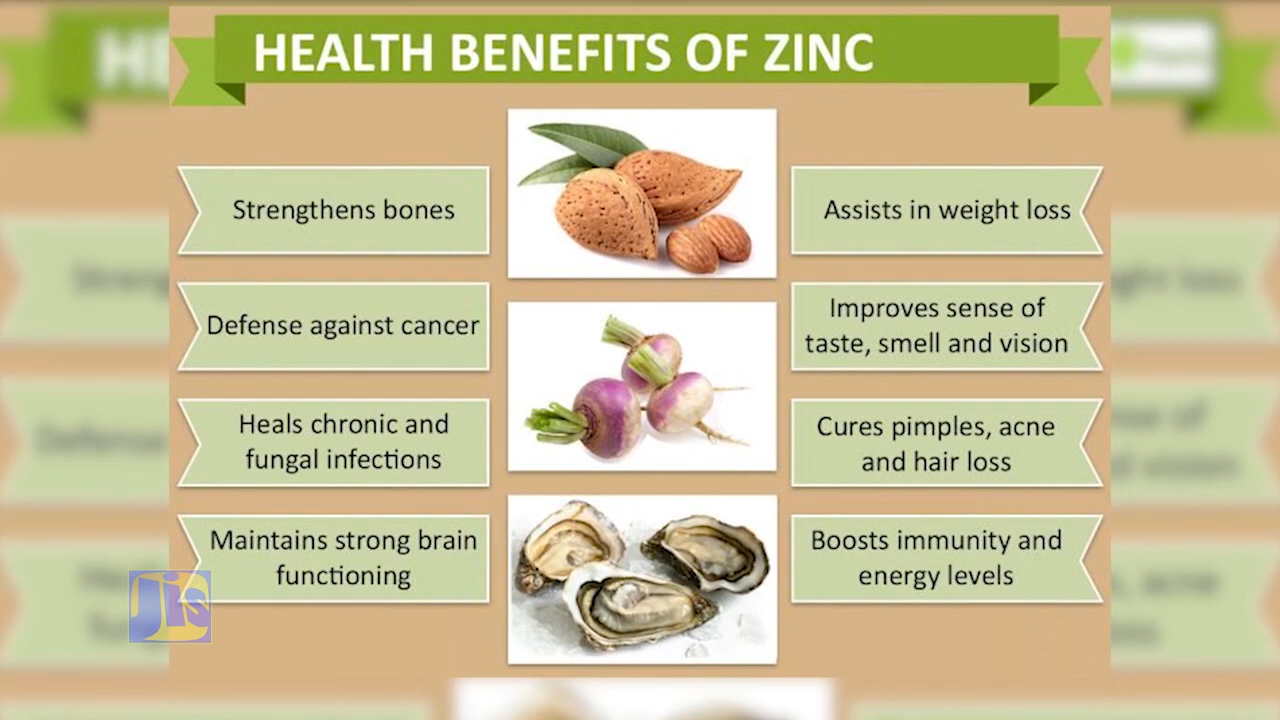 HEALTH BENEFITS OF ZINC
Strengthens bones
Defense against cancer
Heals chronic and
fungal infections
Maintains strong brain
functioning
Assists in weight loss
Improves sense of
taste, smell and vision
Cures pimples, acne
and hair loss
Boosts immunity and
energy levels
JIS